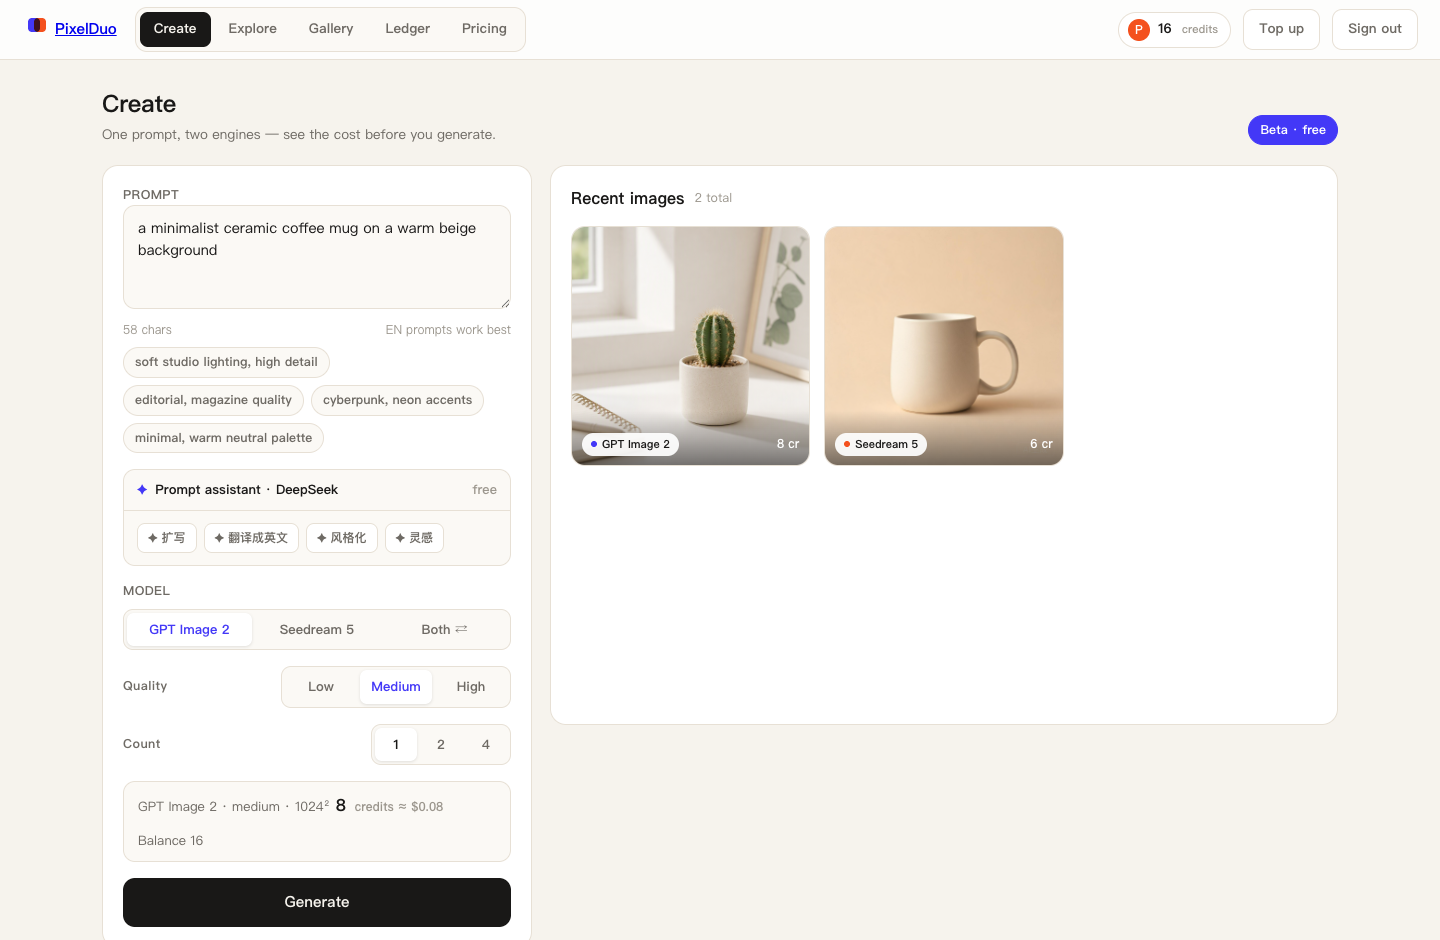 PixelDuo
Create
Explore
Gallery
Ledger
Pricing
P
16 credits
Top up
Sign out
Create
One prompt, two engines — see the cost before you generate.
Beta · free
PROMPT
a minimalist ceramic coffee mug on a warm beige
background
58 chars
EN prompts work best
soft studio lighting, high detail
editorial, magazine quality
cyberpunk, neon accents
minimal, warm neutral palette
✦ Prompt assistant · DeepSeek
free
✦ 扩写
✦ 翻译成英文
✦ 风格化
✦ 灵感
MODEL
GPT Image 2
Seedream 5
Both ⇄
Quality
Low
Medium
High
Count
1
2
4
GPT Image 2 · medium · 1024² 8 credits ≈ $0.08
Balance 16
Generate
Recent images 2 total
GPT Image 2
8 cr
Seedream 5
6 cr